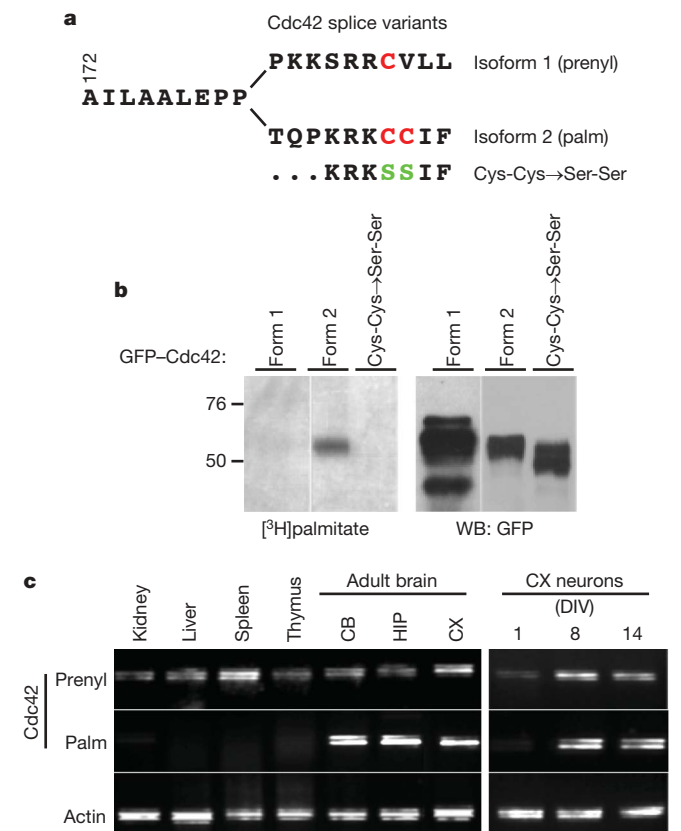 a
Cdc42 splice variants
172
PKKSRRCVLL Isoform 1 (prenyl)
AILAALEPP
TQPKRKCCIF Isoform 2 (palm)
...KRKSSIF Cys-Cys→Ser-Ser
b
GFP–Cdc42: Form 1 Form 2 Cys-Cys→Ser-Ser Form 1 Form 2 Cys-Cys→Ser-Ser
76
50
[³H]palmitate WB: GFP
c
Adult brain CX neurons
(DIV)
Kidney Liver Spleen Thymus CB HIP CX 1 8 14
Cdc42
Prenyl
Palm
Actin